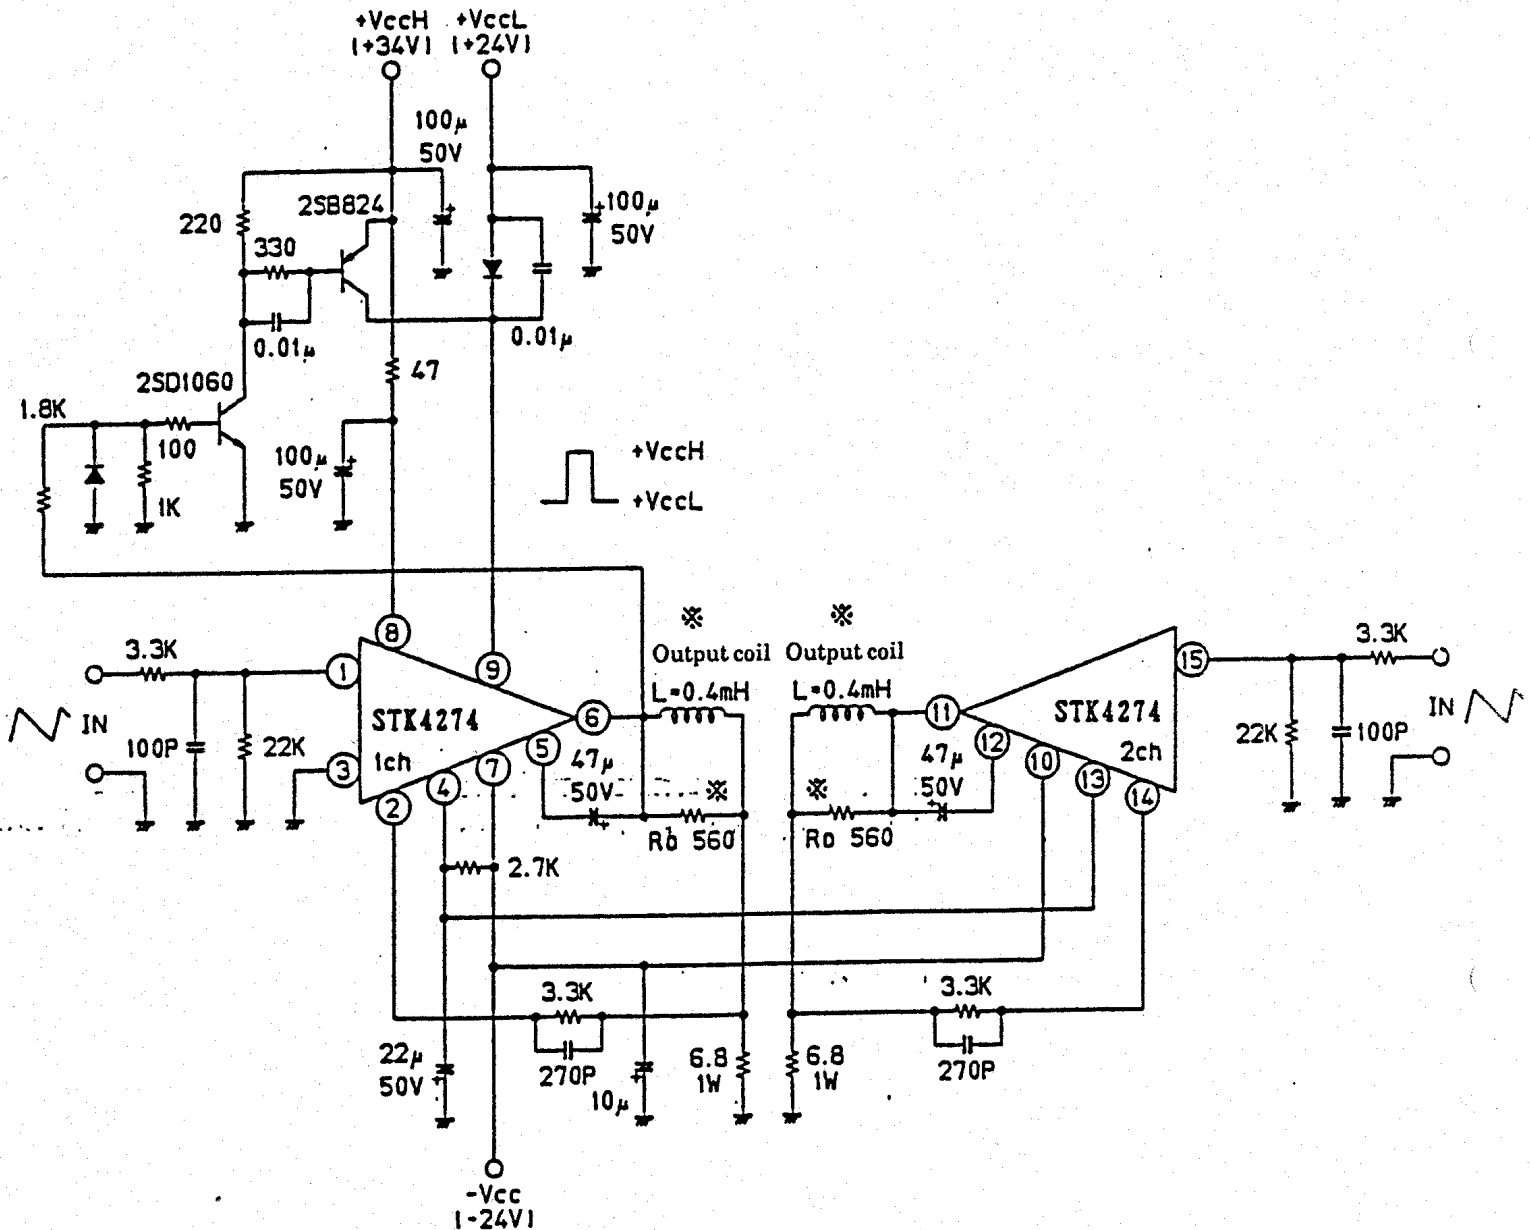 +VccH +VccL
(+34V) (+24V)
100μ
50V
2SB824
220
330
100μ
50V
0.01μ
0.01μ
47
2SD1060
1.8K
100
100μ
50V
1K
+VccH
+VccL
※ ※
8
9
3.3K
1
Output coil Output coil
L=0.4mH L=0.4mH
15
3.3K
IN
STK4274
6
11
STK4274
IN
100P
22K
3
1ch
5
47μ
50V
※
※
47μ
50V
12
2ch
22K
100P
2
4
7
10
13
14
Ro 560
Ro 560
2.7K
3.3K
270P
3.3K
270P
22μ
50V
10μ
6.8
1W
6.8
1W
-Vcc
(-24V)